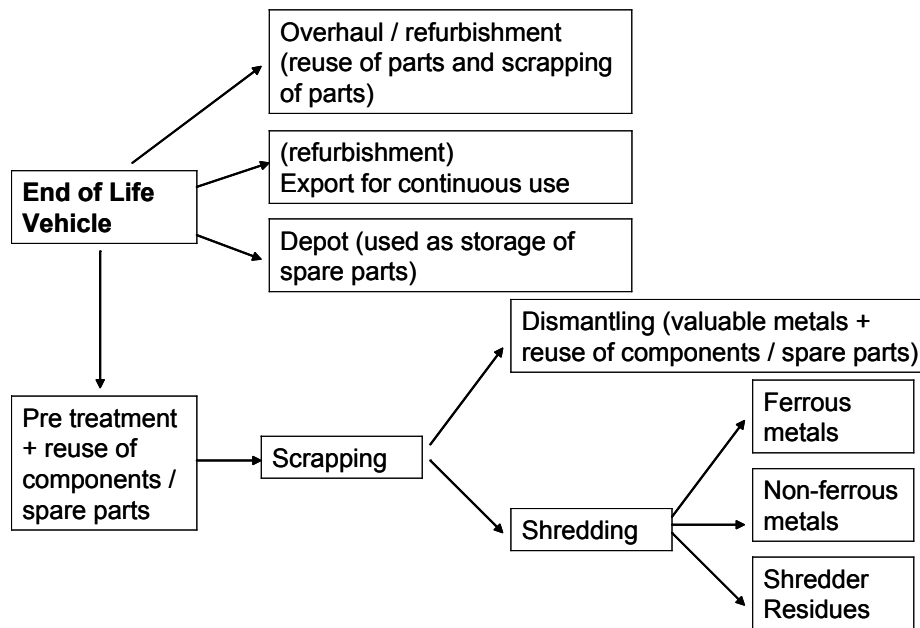 Overhaul / refurbishment
(reuse of parts and scrapping
of parts)
(refurbishment)
Export for continuous use
End of Life
Vehicle
Depot (used as storage of
spare parts)
Dismantling (valuable metals +
reuse of components / spare parts)
Pre treatment
+ reuse of
components /
spare parts
Scrapping
Ferrous
metals
Non-ferrous
metals
Shredding
Shredder
Residues